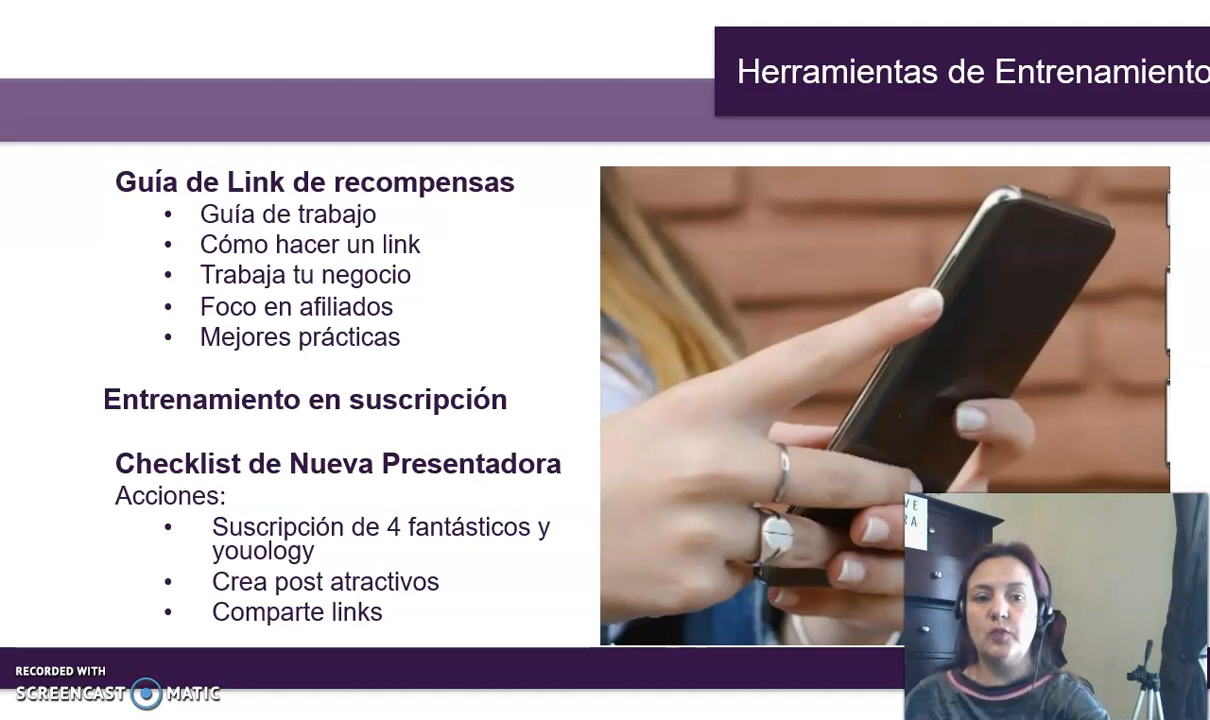 Herramientas de Entrenamiento
Guía de Link de recompensas
• Guía de trabajo
• Cómo hacer un link
• Trabaja tu negocio
• Foco en afiliados
• Mejores prácticas
Entrenamiento en suscripción
Checklist de Nueva Presentadora
Acciones:
• Suscripción de 4 fantásticos y
youology
• Crea post atractivos
• Comparte links
VE
RA
RECORDED WITH
SCREENCAST MATIC